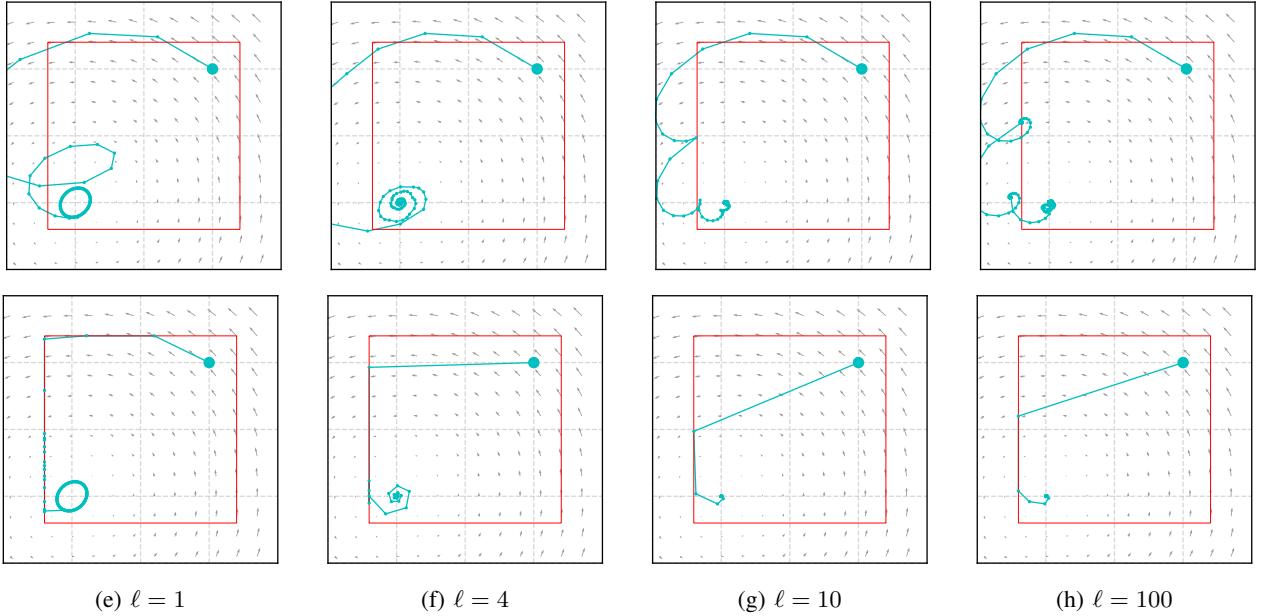 (e) ℓ = 1 (f) ℓ = 4 (g) ℓ = 10 (h) ℓ = 100